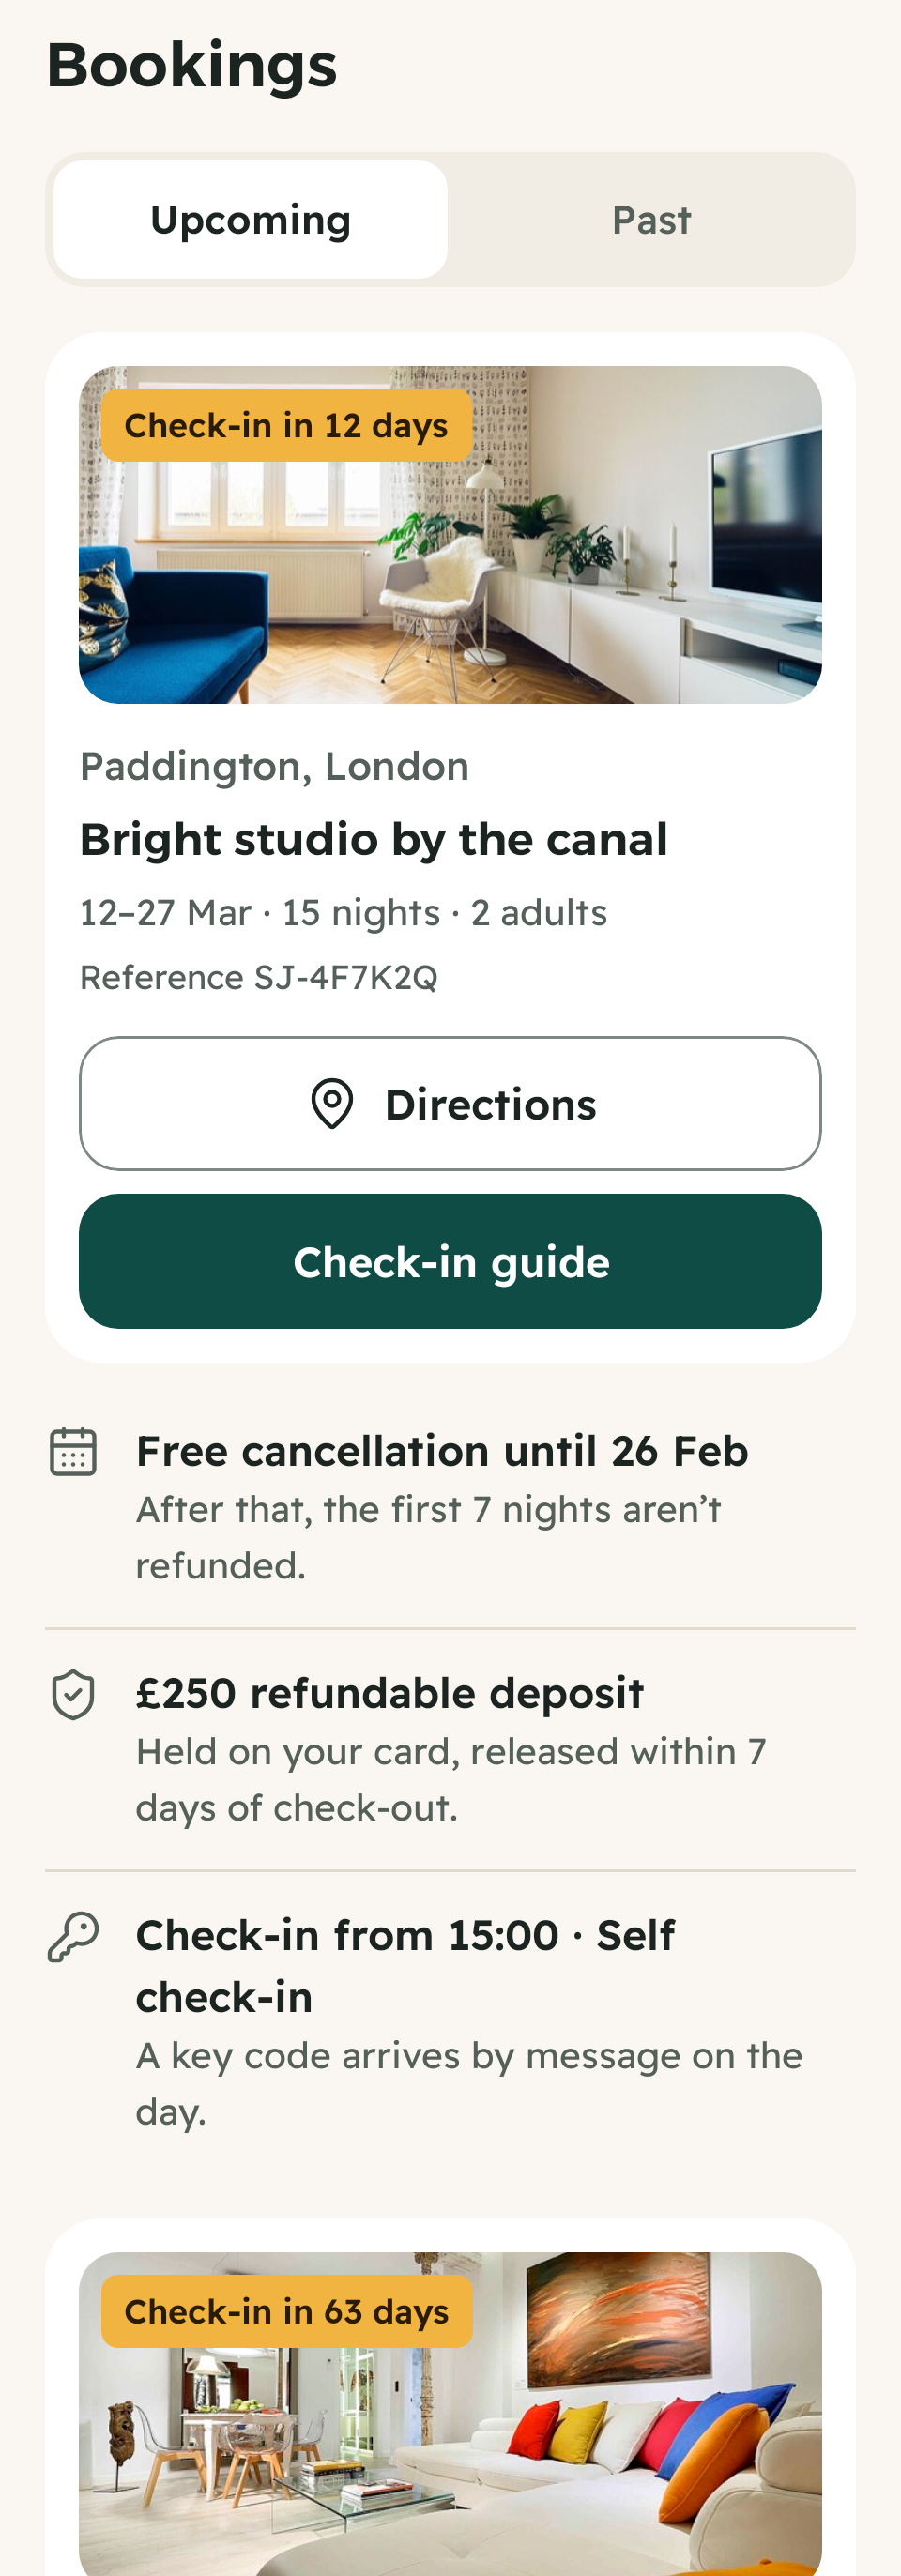 Bookings
Upcoming
Past
Check-in in 12 days
Paddington, London
Bright studio by the canal
12–27 Mar · 15 nights · 2 adults
Reference SJ-4F7K2Q
Directions
Check-in guide
Free cancellation until 26 Feb
After that, the first 7 nights aren’t
refunded.
£250 refundable deposit
Held on your card, released within 7
days of check-out.
Check-in from 15:00 · Self
check-in
A key code arrives by message on the
day.
Check-in in 63 days